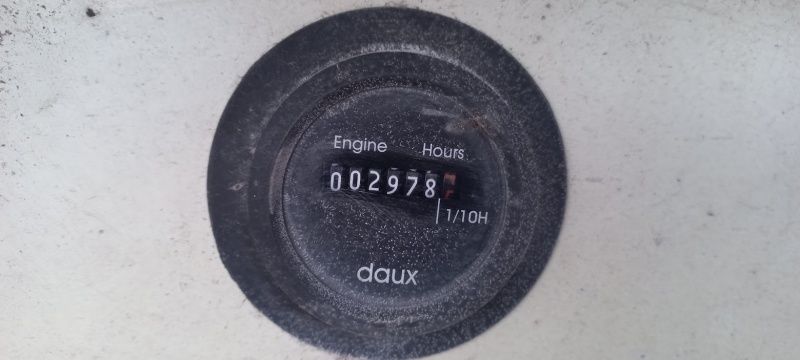 Engine Hours
002978
1/10H
daux